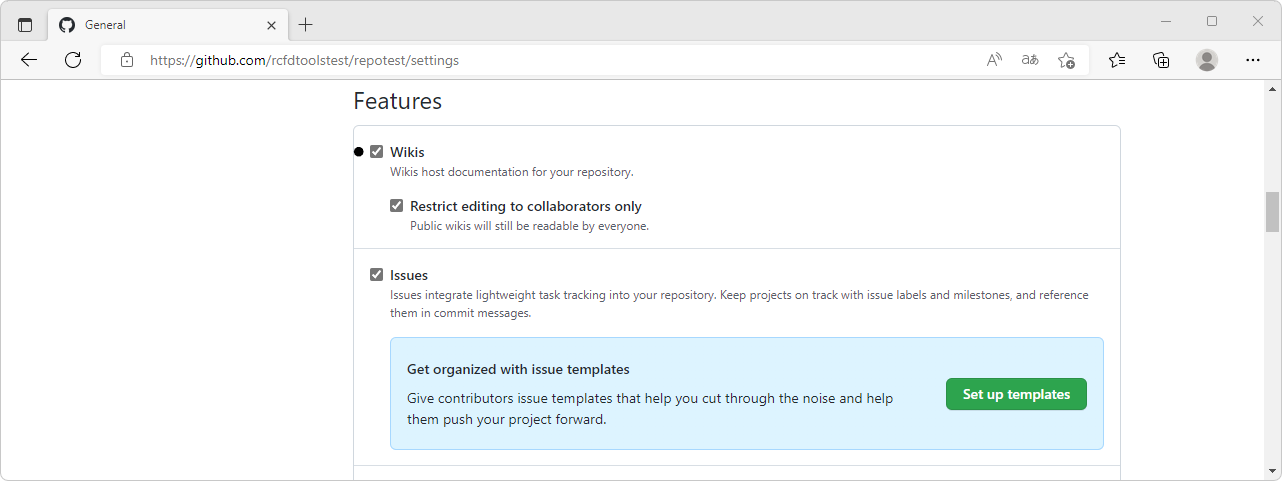 General
https://github.com/rcfdtoolstest/repotest/settings
Features
Wikis
Wikis host documentation for your repository.
Restrict editing to collaborators only
Public wikis will still be readable by everyone.
Issues
Issues integrate lightweight task tracking into your repository. Keep projects on track with issue labels and milestones, and reference
them in commit messages.
Get organized with issue templates
Give contributors issue templates that help you cut through the noise and help
them push your project forward.
Set up templates